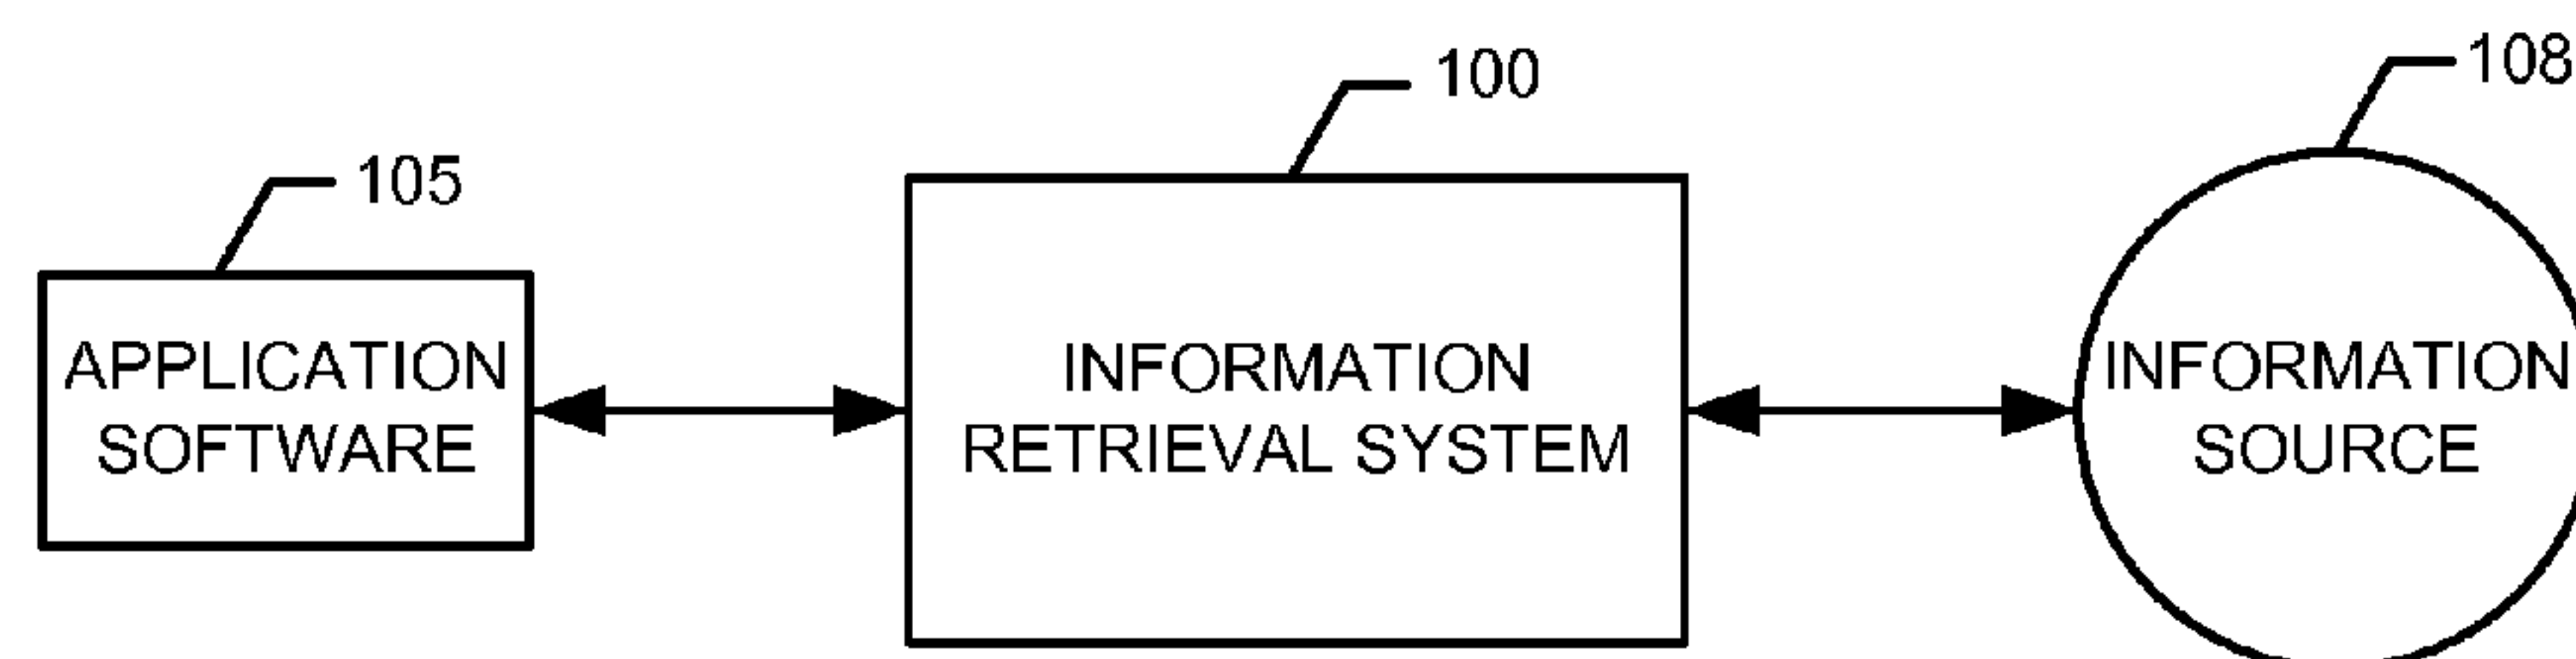 100
108
105
APPLICATION
SOFTWARE
INFORMATION
RETRIEVAL SYSTEM
INFORMATION
SOURCE